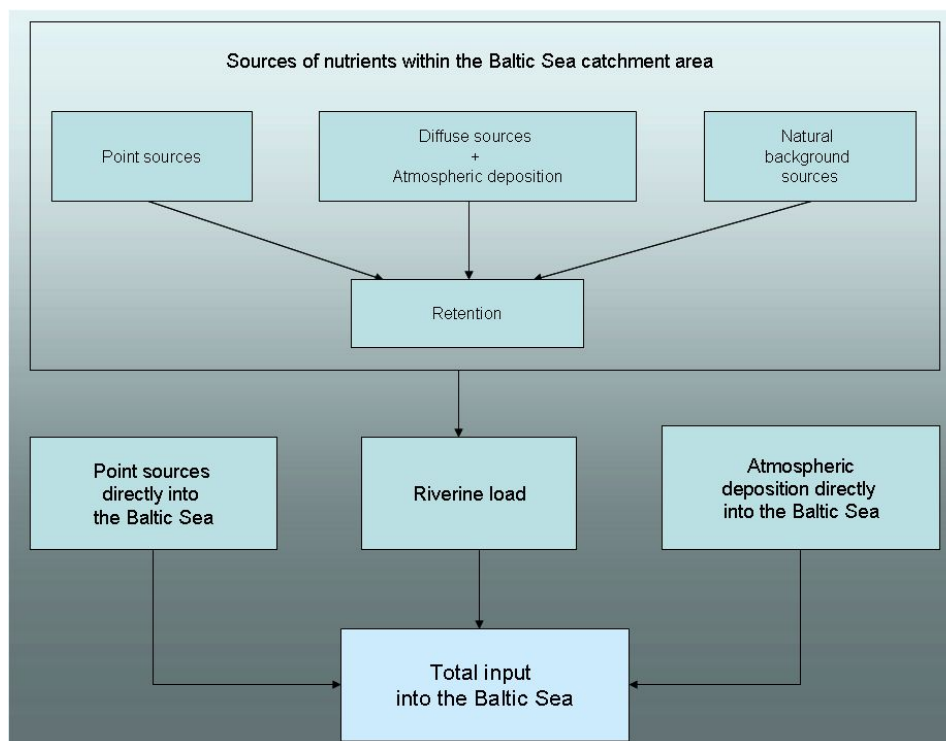 Sources of nutrients within the Baltic Sea catchment area
Point sources
Diffuse sources
+
Atmospheric deposition
Natural
background
sources
Retention
Point sources
directly into
the Baltic Sea
Riverine load
Atmospheric
deposition directly
into the Baltic Sea
Total input
into the Baltic Sea